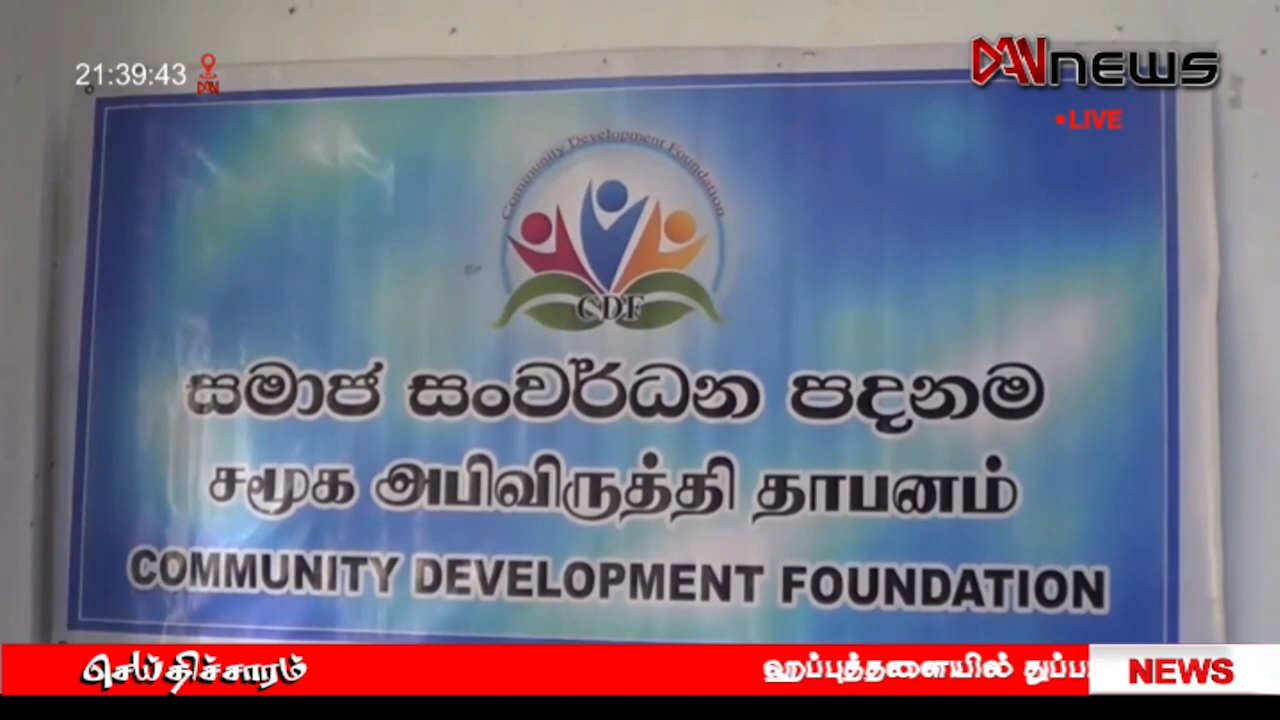 21:39:43
DAN NEWS
LIVE
Community Development Foundation
CDF
සමාජ සංවර්ධන පදනම
சமூக அபிவிருத்தி தாபனம்
COMMUNITY DEVELOPMENT FOUNDATION
செய்திச்சாரம்
ஹப்புத்தளையில்
NEWS